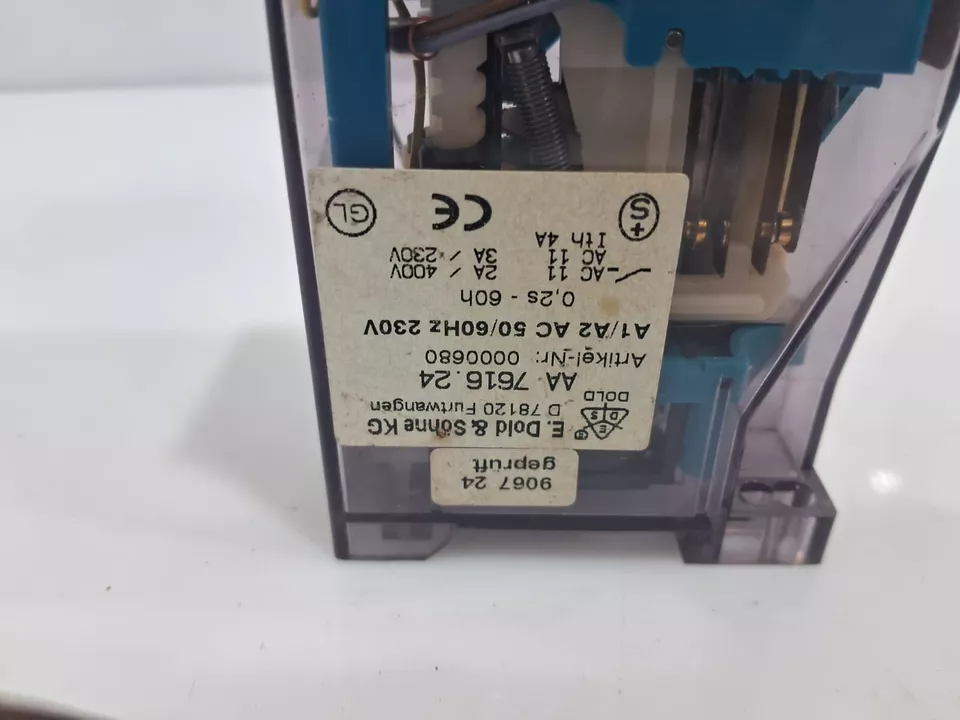 9067 24
geprüft
E. Dold & Söhne KG
D 78120 Furtwangen
E
D S
DOLD
AA 7616.24
Artikel-Nr: 0000680
A1/A2 AC 50/60Hz 230V
0,2s - 60h
AC 11 2A / 400V
AC 11 3A / 230V
Ith 4A
+S
CE
GL